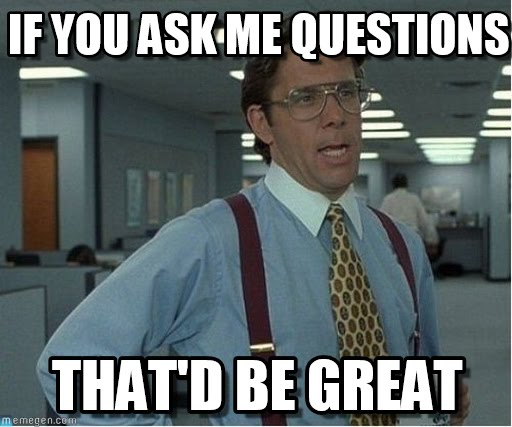 IF YOU ASK ME QUESTIONS
THAT'D BE GREAT
memegen.com